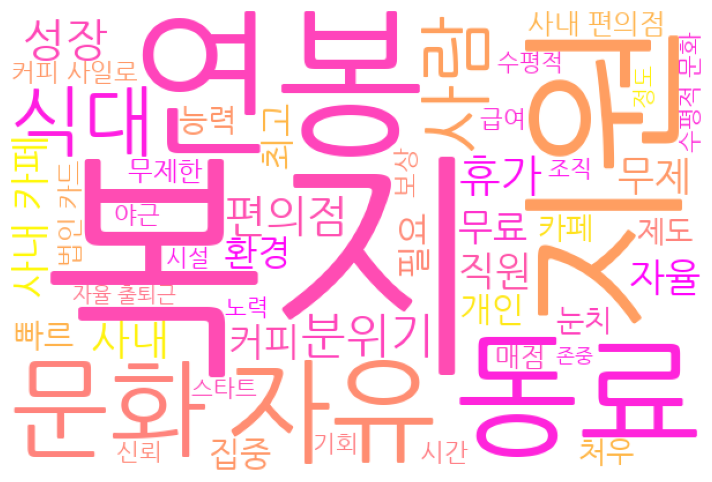 성장
연봉
사람
사내 편의점
커피 사일로
수평적
수평적 문화
정도
지원
식대
능력
최고
급여
복지
무제한
보상
휴가
조직
무제
사내 카페
법인 카드
야근
편의점
필요
무료
카페
제도
시설
환경
직원
자율
자율 출퇴근
노력
개인
빠르
사내
커피
분위기
눈치
문화
자유
동료
매점
존중
스타트
신뢰
집중
기회
시간
처우